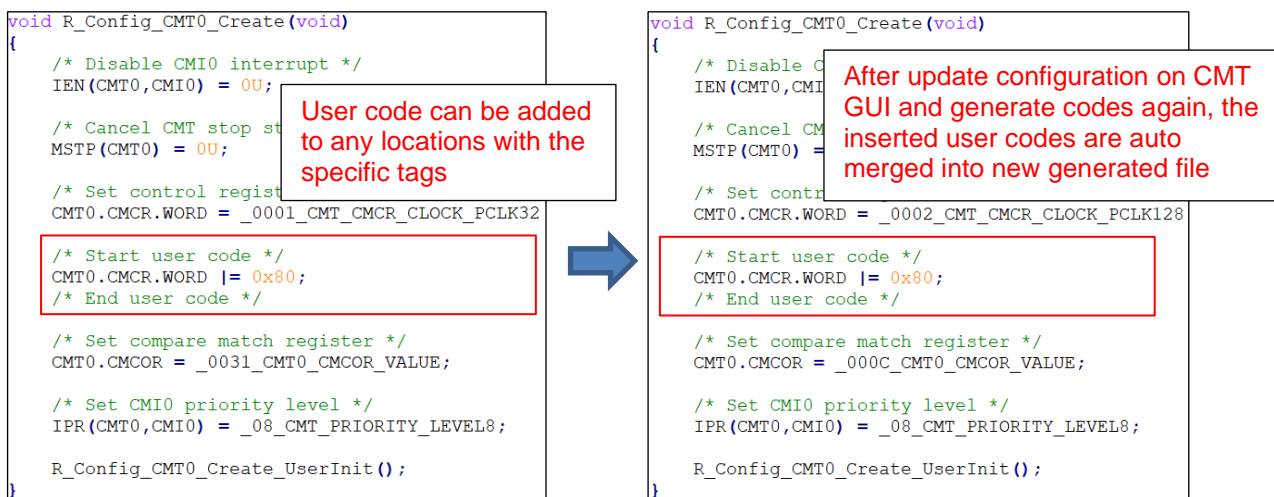 void R_Config_CMT0_Create(void)
{
/* Disable CMI0 interrupt */
IEN(CMT0,CMI0) = 0U;
/* Cancel CMT stop st
MSTP(CMT0) = 0U;
/* Set control regist
CMT0.CMCR.WORD = _0001_CMT_CMCR_CLOCK_PCLK32
/* Start user code */
CMT0.CMCR.WORD |= 0x80;
/* End user code */
/* Set compare match register */
CMT0.CMCOR = _0031_CMT0_CMCOR_VALUE;
/* Set CMI0 priority level */
IPR(CMT0,CMI0) = _08_CMT_PRIORITY_LEVEL8;
R_Config_CMT0_Create_UserInit();
}
User code can be added
to any locations with the
specific tags
void R_Config_CMT0_Create(void)
{
/* Disable C
IEN(CMT0,CMI
/* Cancel CM
MSTP(CMT0) =
/* Set contr
CMT0.CMCR.WORD = _0002_CMT_CMCR_CLOCK_PCLK128
/* Start user code */
CMT0.CMCR.WORD |= 0x80;
/* End user code */
/* Set compare match register */
CMT0.CMCOR = _000C_CMT0_CMCOR_VALUE;
/* Set CMI0 priority level */
IPR(CMT0,CMI0) = _08_CMT_PRIORITY_LEVEL8;
R_Config_CMT0_Create_UserInit();
}
After update configuration on CMT
GUI and generate codes again, the
inserted user codes are auto
merged into new generated file